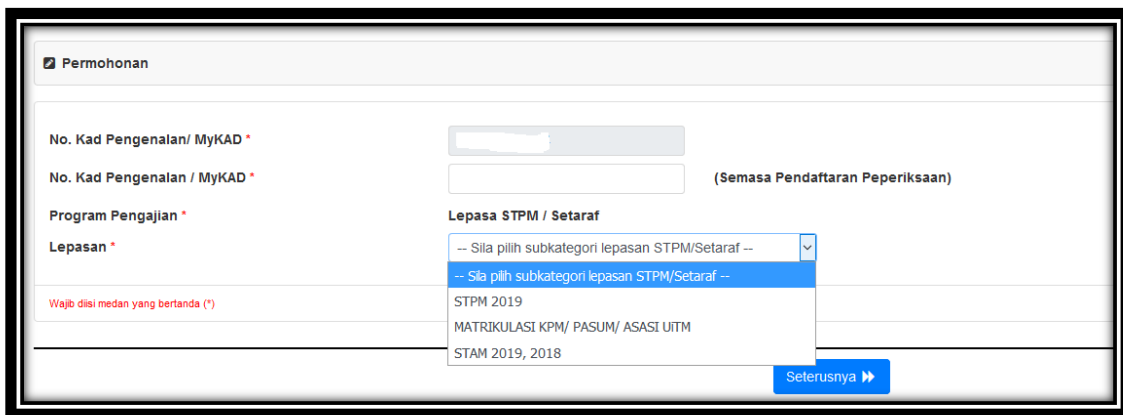 Permohonan
No. Kad Pengenalan/ MyKAD *
No. Kad Pengenalan / MyKAD * (Semasa Pendaftaran Peperiksaan)
Program Pengajian * Lepasa STPM / Setaraf
Lepasan * -- Sila pilih subkategori lepasan STPM/Setaraf --
-- Sila pilih subkategori lepasan STPM/Setaraf --
STPM 2019
Wajib diisi medan yang bertanda (*)
MATRIKULASI KPM/ PASUM/ ASASI UiTM
STAM 2019, 2018
Seterusnya